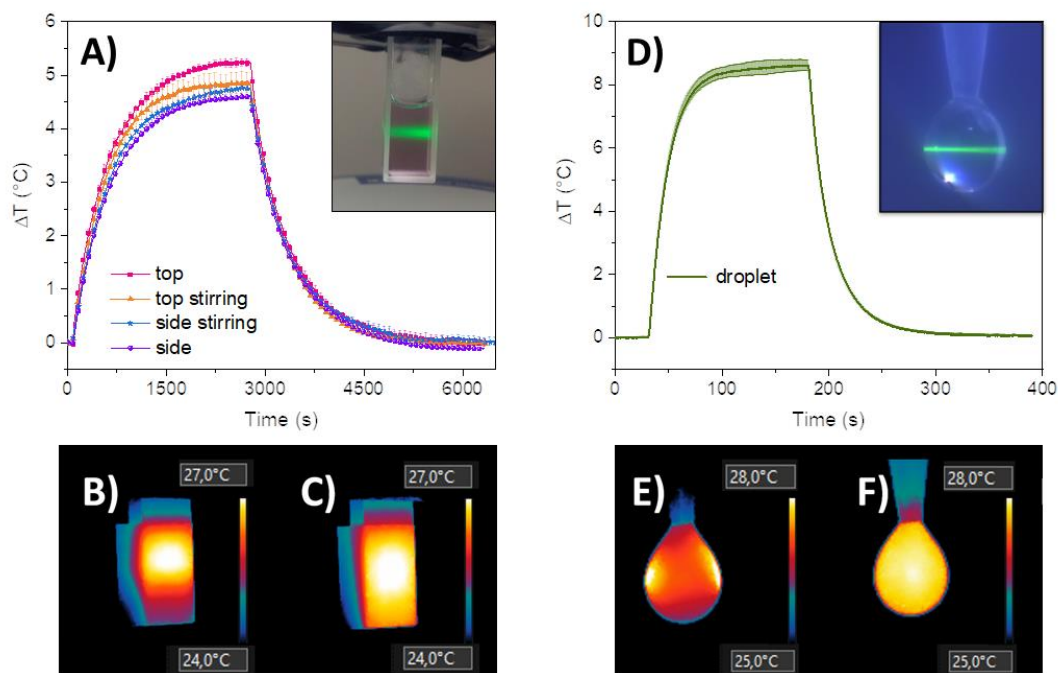 A)
ΔT (°C)
6
5
4
3
2
1
0
top
top stirring
side stirring
side
0 1500 3000 4500 6000
Time (s)
D)
ΔT (°C)
10
8
6
4
2
0
droplet
0 100 200 300 400
Time (s)
B)
27,0°C
24,0°C
C)
27,0°C
24,0°C
E)
28,0°C
25,0°C
F)
28,0°C
25,0°C